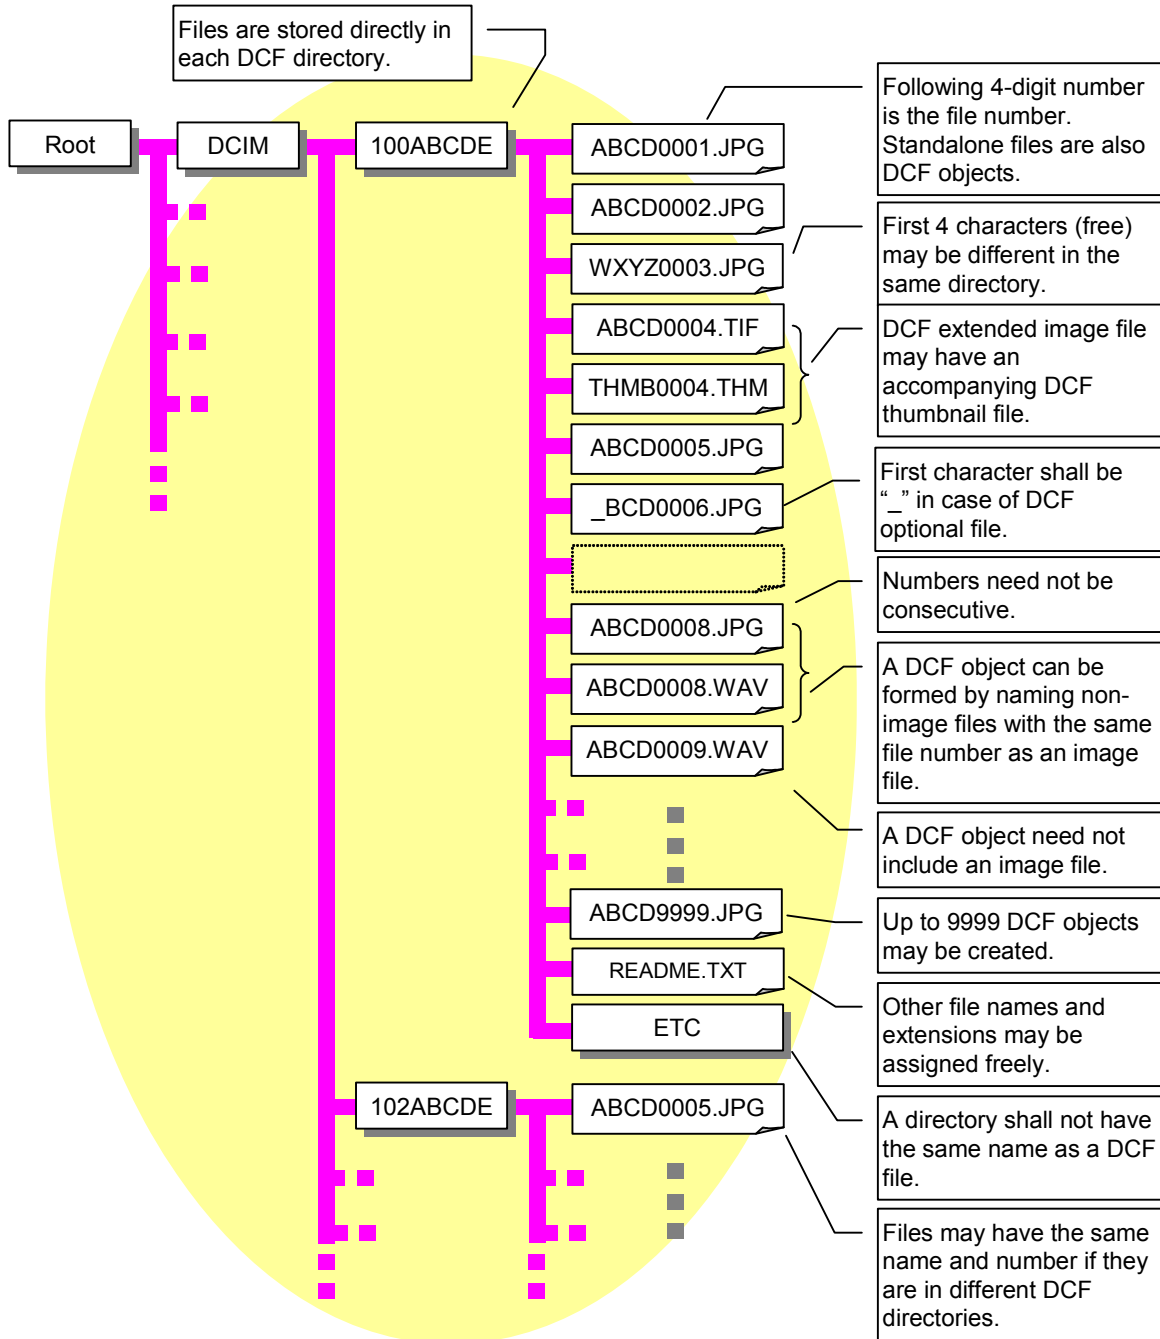 Files are stored directly in
each DCF directory.
Root
DCIM
100ABCDE
ABCD0001.JPG
ABCD0002.JPG
WXYZ0003.JPG
ABCD0004.TIF
THMB0004.THM
ABCD0005.JPG
_BCD0006.JPG
ABCD0008.JPG
ABCD0008.WAV
ABCD0009.WAV
ABCD9999.JPG
README.TXT
ETC
102ABCDE
ABCD0005.JPG
Following 4-digit number
is the file number.
Standalone files are also
DCF objects.
First 4 characters (free)
may be different in the
same directory.
DCF extended image file
may have an
accompanying DCF
thumbnail file.
First character shall be
“_” in case of DCF
optional file.
Numbers need not be
consecutive.
A DCF object can be
formed by naming non-
image files with the same
file number as an image
file.
A DCF object need not
include an image file.
Up to 9999 DCF objects
may be created.
Other file names and
extensions may be
assigned freely.
A directory shall not have
the same name as a DCF
file.
Files may have the same
name and number if they
are in different DCF
directories.